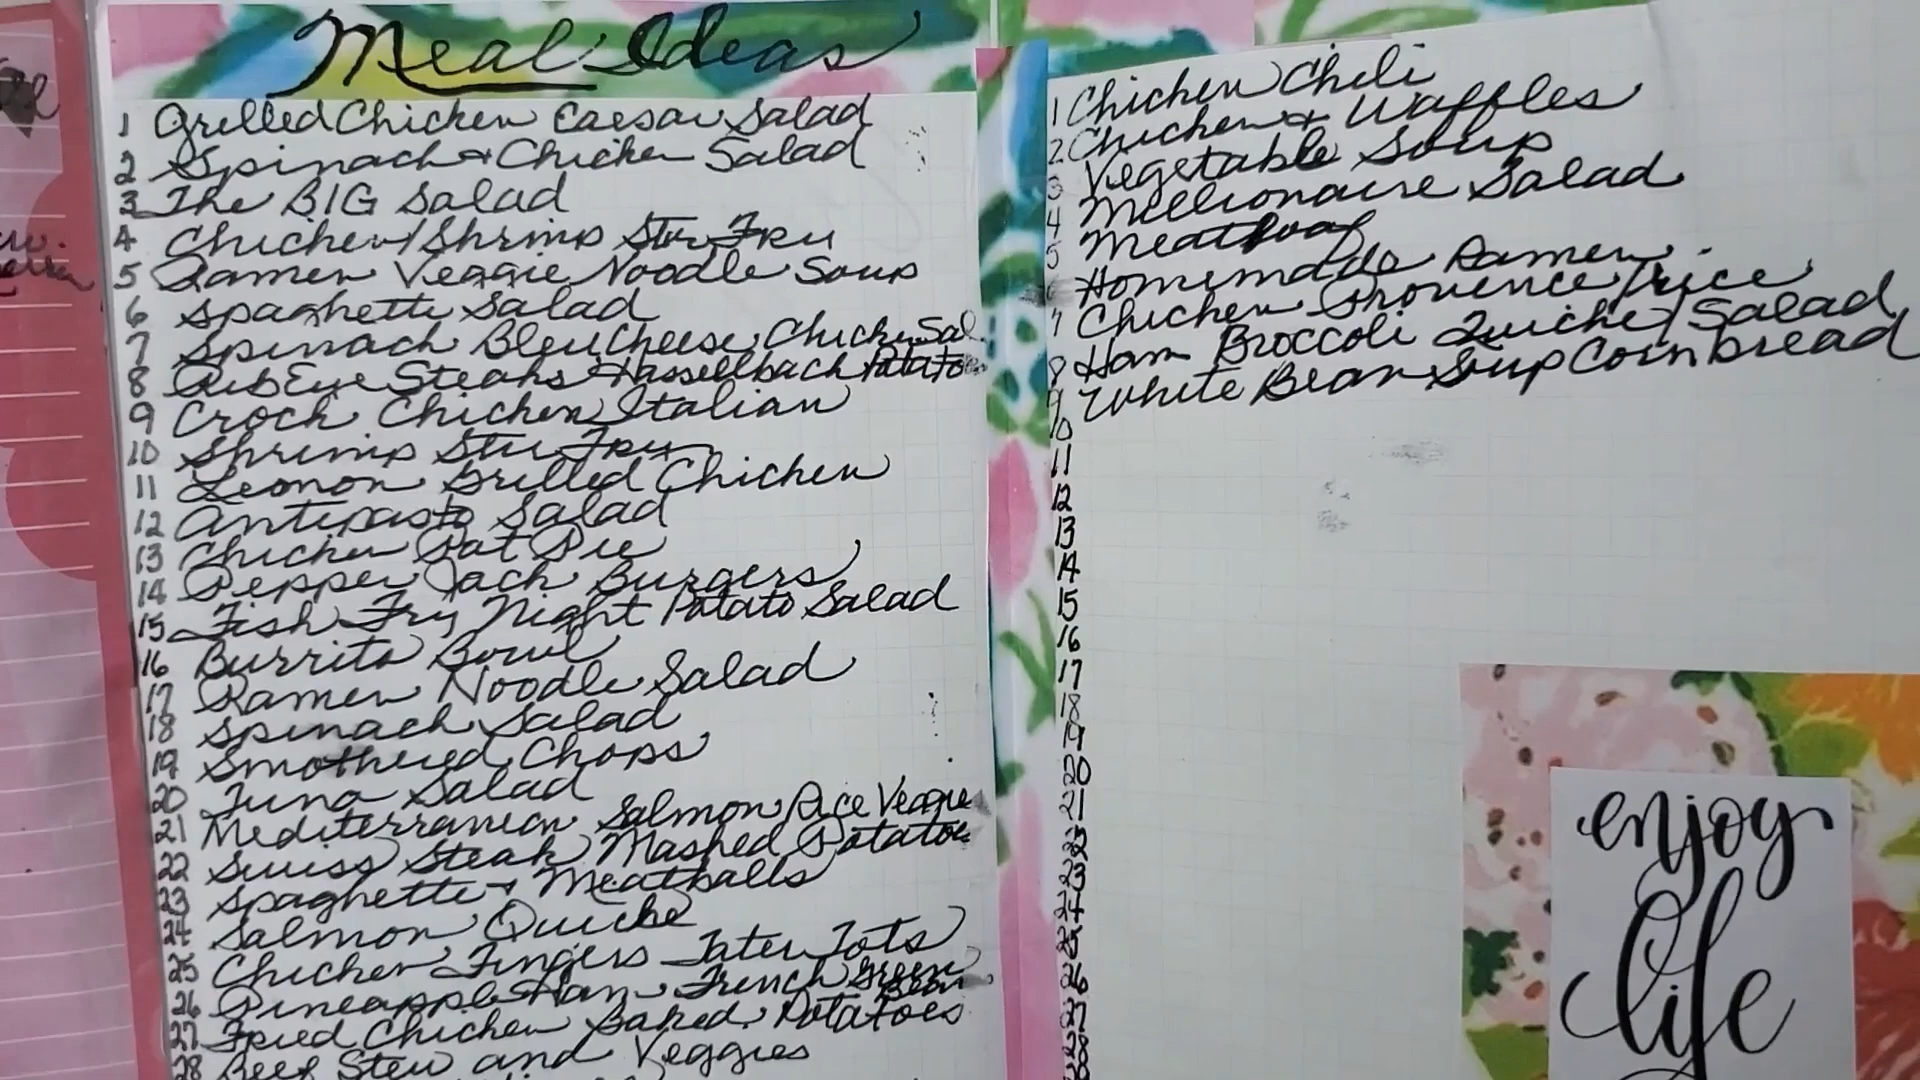 Meal Ideas
1 Grilled Chicken Caesar Salad
2 Spinach + Chicken Salad
3 The BIG Salad
4 Chicken/Shrimp Stir Fry
5 Ramen Veggie Noodle Soup
6 Spaghetti Salad
7 Spinach Bleu Cheese Chicken Sal.
8 Rib Eye Steaks Hassellback Potatoes
9 Crock Chicken Italian
10 Shrimp Stir Fry
11 Lemon Grilled Chicken
12 Antipasto Salad
13 Chicken Pot Pie
14 Pepper Jack Burgers
15 Fish Fry Night Potato Salad
16 Burrito Bowl
17 Ramen Noodle Salad
18 Spinach Salad
19 Smothered Chops
20 Tuna Salad
21 Mediterranean Salmon Rice Veggie
22 Swiss Steak Mashed Potatoes
23 Spaghetti + Meatballs
24 Salmon Quiche
25 Chicken Fingers Tater Tots
26 Pineapple Ham French Green Bean
27 Fried Chicken Baked Potatoes
28 Beef Stew and Veggies
1 Chicken Chili
2 Chicken + Waffles
3 Vegetable Soup
4 Millionaire Salad
5 Meatloaf
6 Homemade Ramen
7 Chicken Provence/rice
8 Ham Broccoli Quiche/Salad
9 White Bean Soup Cornbread
10
11
12
13
14
15
16
17
18
19
20
21
22
23
24
25
26
27
28
enjoy
life